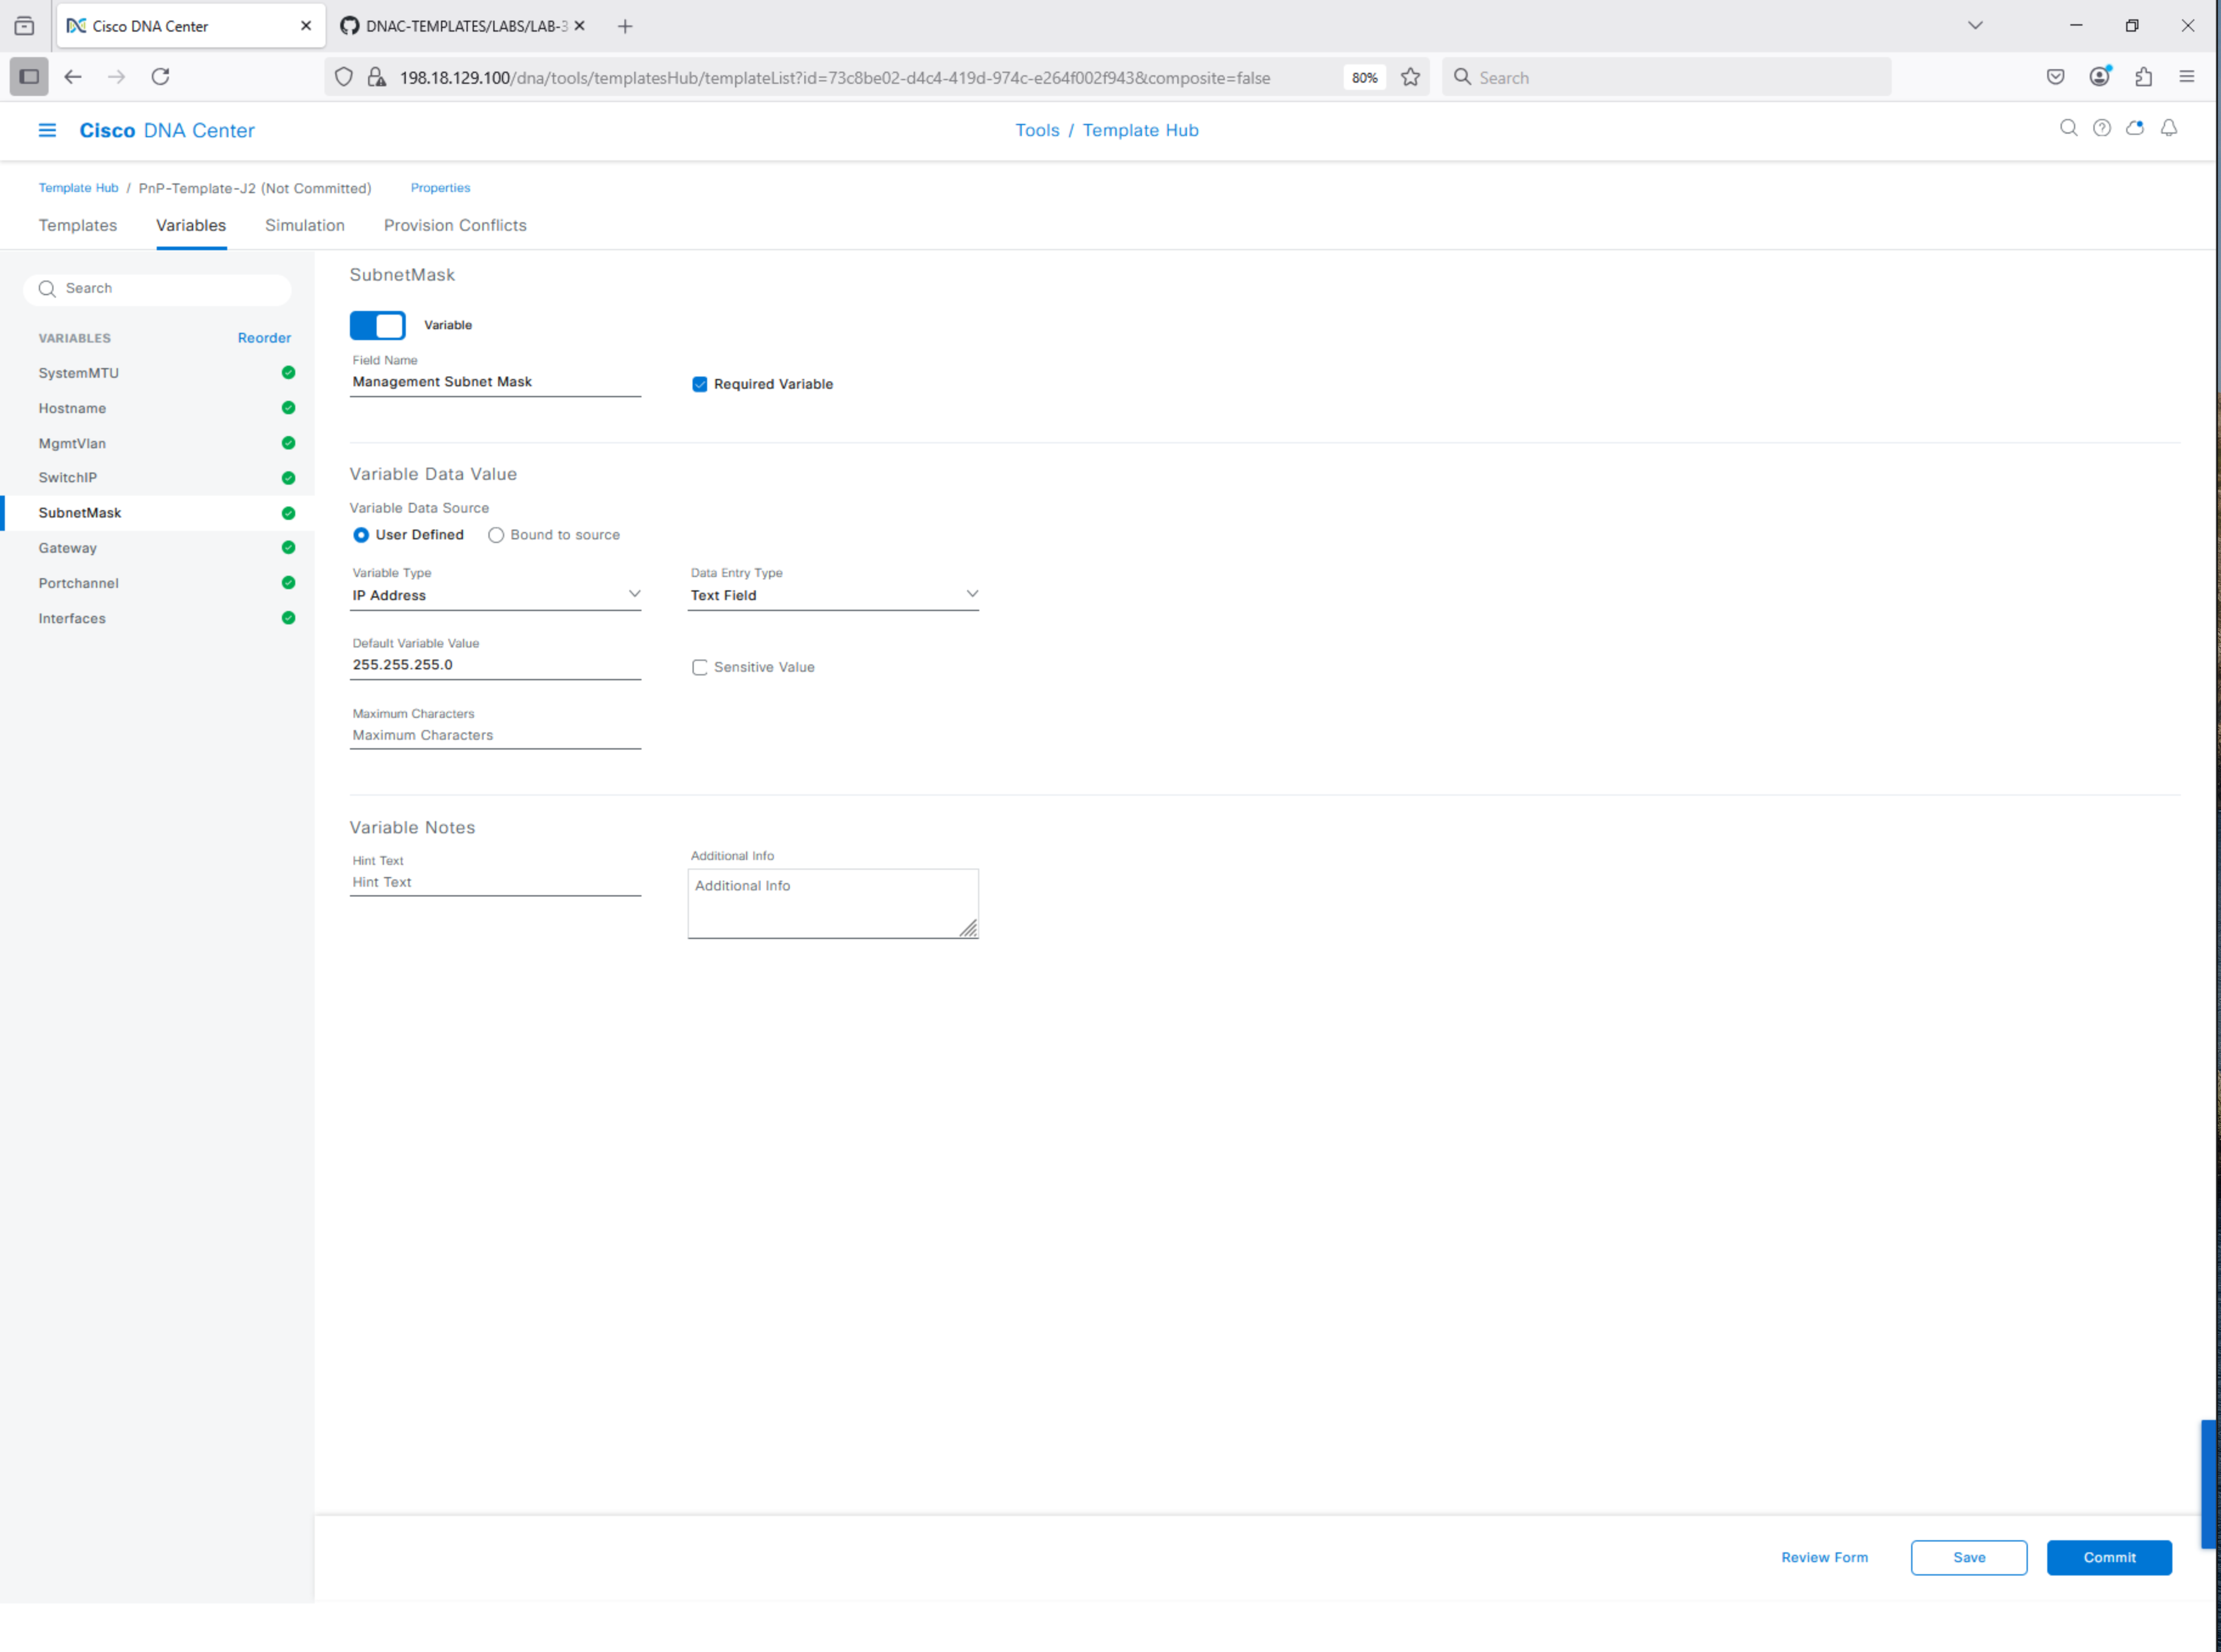 Cisco DNA Center
DNAC-TEMPLATES/LABS/LAB-3
198.18.129.100/dna/tools/templatesHub/templateList?id=73c8be02-d4c4-419d-974c-e264f002f943&composite=false
80%
Search
Cisco DNA Center
Tools / Template Hub
Template Hub / PnP-Template-J2 (Not Committed)
Properties
Templates
Variables
Simulation
Provision Conflicts
Search
VARIABLES
Reorder
SystemMTU
Hostname
MgmtVlan
SwitchIP
SubnetMask
Gateway
Portchannel
Interfaces
SubnetMask
Variable
Field Name
Management Subnet Mask
Required Variable
Variable Data Value
Variable Data Source
User Defined
Bound to source
Variable Type
IP Address
Data Entry Type
Text Field
Default Variable Value
255.255.255.0
Sensitive Value
Maximum Characters
Maximum Characters
Variable Notes
Hint Text
Hint Text
Additional Info
Additional Info
Review Form
Save
Commit